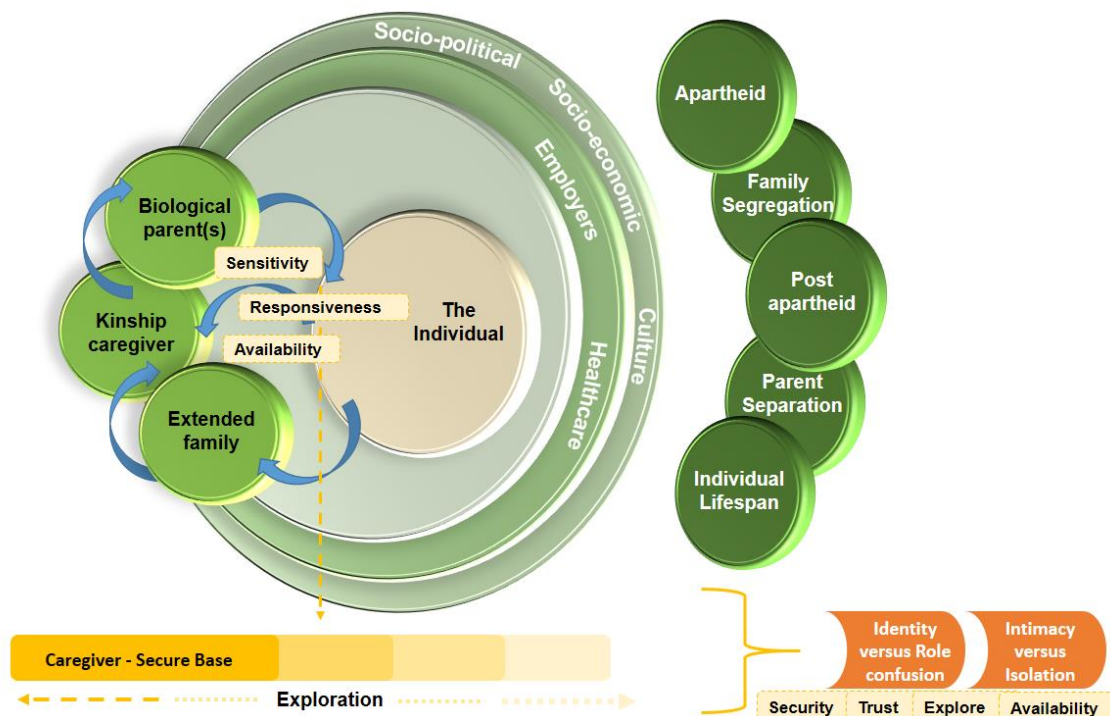 Socio-political
Socio-economic
Culture
Employers
Healthcare
Biological
parent(s)
Kinship
caregiver
Extended
family
Sensitivity
Responsiveness
Availability
The
Individual
Apartheid
Family
Segregation
Post
apartheid
Parent
Separation
Individual
Lifespan
Caregiver - Secure Base
Exploration
Identity
versus Role
confusion
Intimacy
versus
Isolation
Security
Trust
Explore
Availability